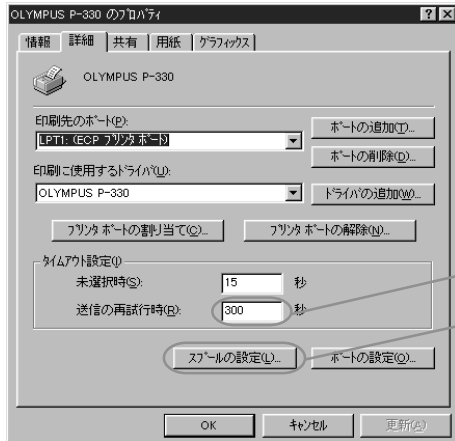 OLYMPUS P-330 のプロパティ
情報 詳細 共有 用紙 グラフィックス
OLYMPUS P-330
印刷先のポート(P):
LPT1: (ECP プリンタ ポート)
ポートの追加(T)...
ポートの削除(D)...
印刷に使用するドライバ(U):
OLYMPUS P-330
ドライバの追加(W)...
プリンタ ポートの割り当て(C)...
プリンタ ポートの解除(N)...
タイムアウト設定(I)
未選択時(S): 15 秒
送信の再試行時(R): 300 秒
スプールの設定(L)...
ポートの設定(O)...
OK
キャンセル
更新(A)